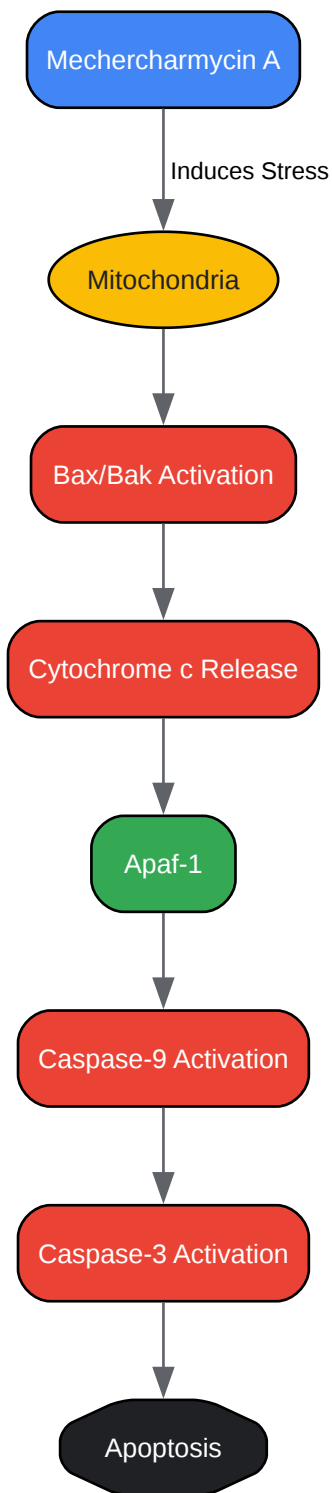 Mechercharmycin A
Induces Stress
Mitochondria
Bax/Bak Activation
Cytochrome c Release
Apaf-1
Caspase-9 Activation
Caspase-3 Activation
Apoptosis